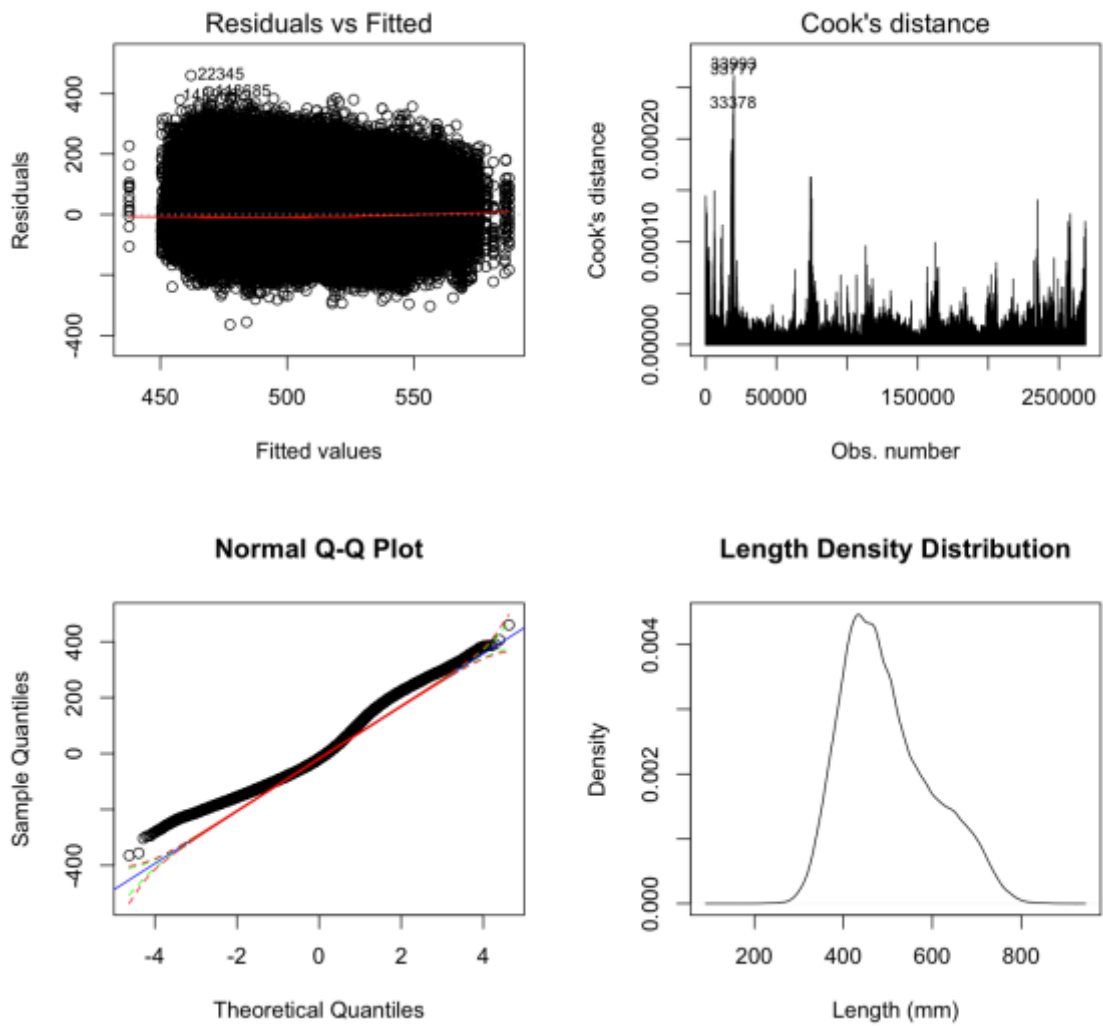 Residuals vs Fitted
22345
Residuals
-400
0
200
400
450
500
550
Fitted values
Cook's distance
33993
33777
33378
Cook's distance
0.00000
0.00010
0.00020
0
50000
150000
250000
Obs. number
Normal Q-Q Plot
Sample Quantiles
-400
0
200
400
-4
-2
0
2
4
Theoretical Quantiles
Length Density Distribution
Density
0.000
0.002
0.004
200
400
600
800
Length (mm)